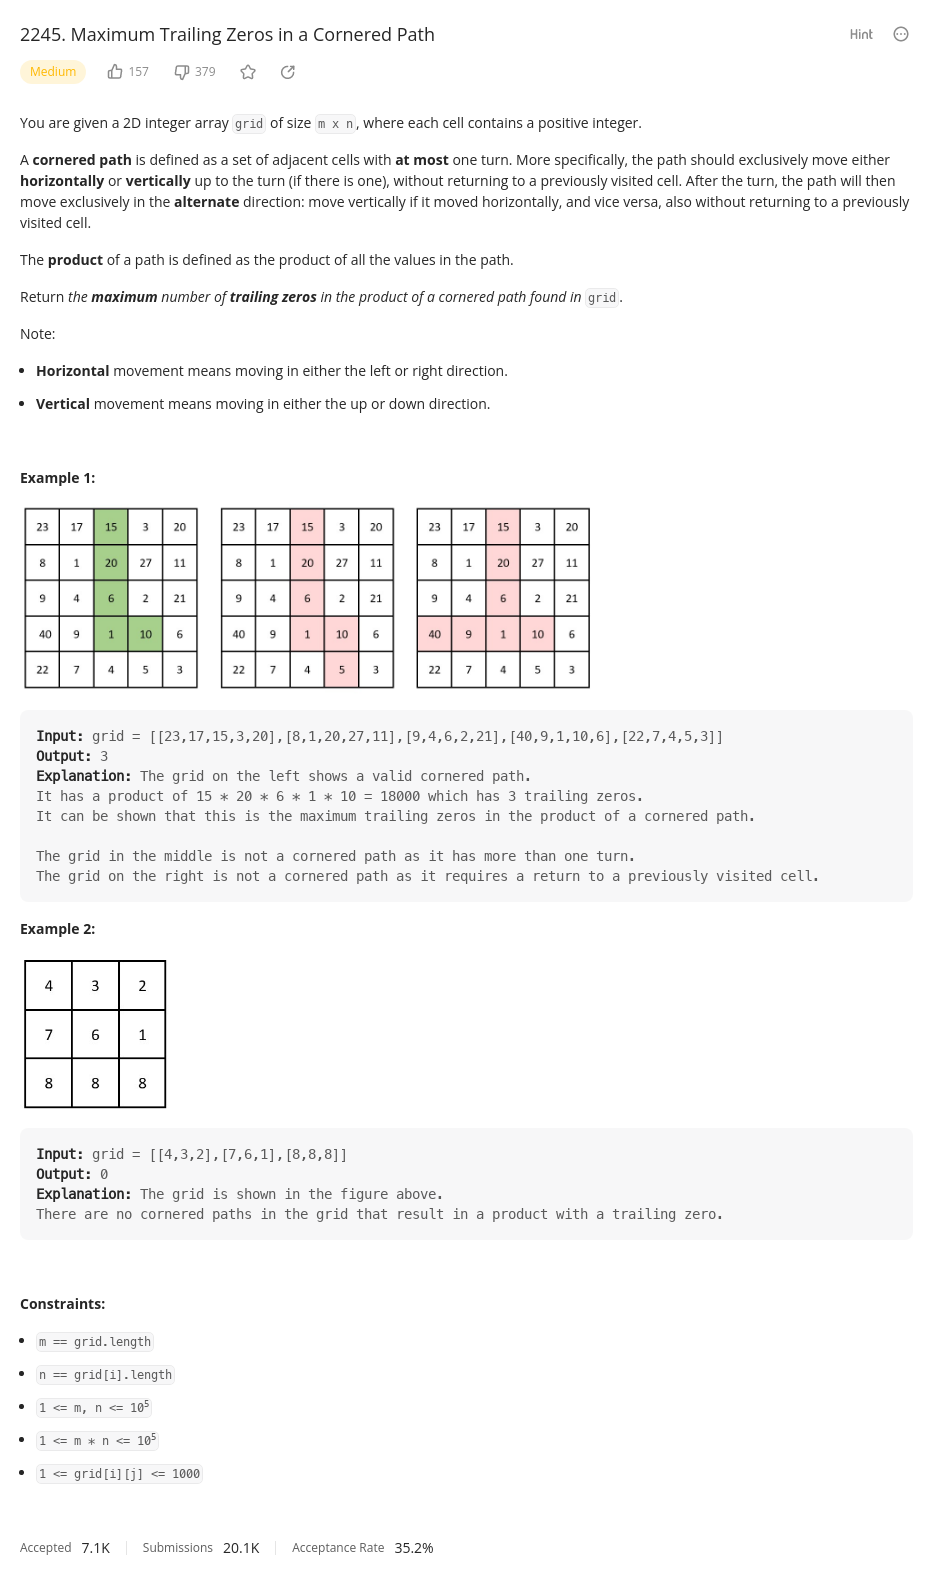 2245. Maximum Trailing Zeros in a Cornered Path
Hint
Medium 157 379
You are given a 2D integer array grid of size m x n, where each cell contains a positive integer.
A cornered path is defined as a set of adjacent cells with at most one turn. More specifically, the path should exclusively move either
horizontally or vertically up to the turn (if there is one), without returning to a previously visited cell. After the turn, the path will then
move exclusively in the alternate direction: move vertically if it moved horizontally, and vice versa, also without returning to a previously
visited cell.
The product of a path is defined as the product of all the values in the path.
Return the maximum number of trailing zeros in the product of a cornered path found in grid.
Note:
• Horizontal movement means moving in either the left or right direction.
• Vertical movement means moving in either the up or down direction.
Example 1:
23 17 15 3 20
8 1 20 27 11
9 4 6 2 21
40 9 1 10 6
22 7 4 5 3
23 17 15 3 20
8 1 20 27 11
9 4 6 2 21
40 9 1 10 6
22 7 4 5 3
23 17 15 3 20
8 1 20 27 11
9 4 6 2 21
40 9 1 10 6
22 7 4 5 3
Input: grid = [[23,17,15,3,20],[8,1,20,27,11],[9,4,6,2,21],[40,9,1,10,6],[22,7,4,5,3]]
Output: 3
Explanation: The grid on the left shows a valid cornered path.
It has a product of 15 * 20 * 6 * 1 * 10 = 18000 which has 3 trailing zeros.
It can be shown that this is the maximum trailing zeros in the product of a cornered path.
The grid in the middle is not a cornered path as it has more than one turn.
The grid on the right is not a cornered path as it requires a return to a previously visited cell.
Example 2:
4 3 2
7 6 1
8 8 8
Input: grid = [[4,3,2],[7,6,1],[8,8,8]]
Output: 0
Explanation: The grid is shown in the figure above.
There are no cornered paths in the grid that result in a product with a trailing zero.
Constraints:
• m == grid.length
• n == grid[i].length
• 1 <= m, n <= 10⁵
• 1 <= m * n <= 10⁵
• 1 <= grid[i][j] <= 1000
Accepted 7.1K Submissions 20.1K Acceptance Rate 35.2%